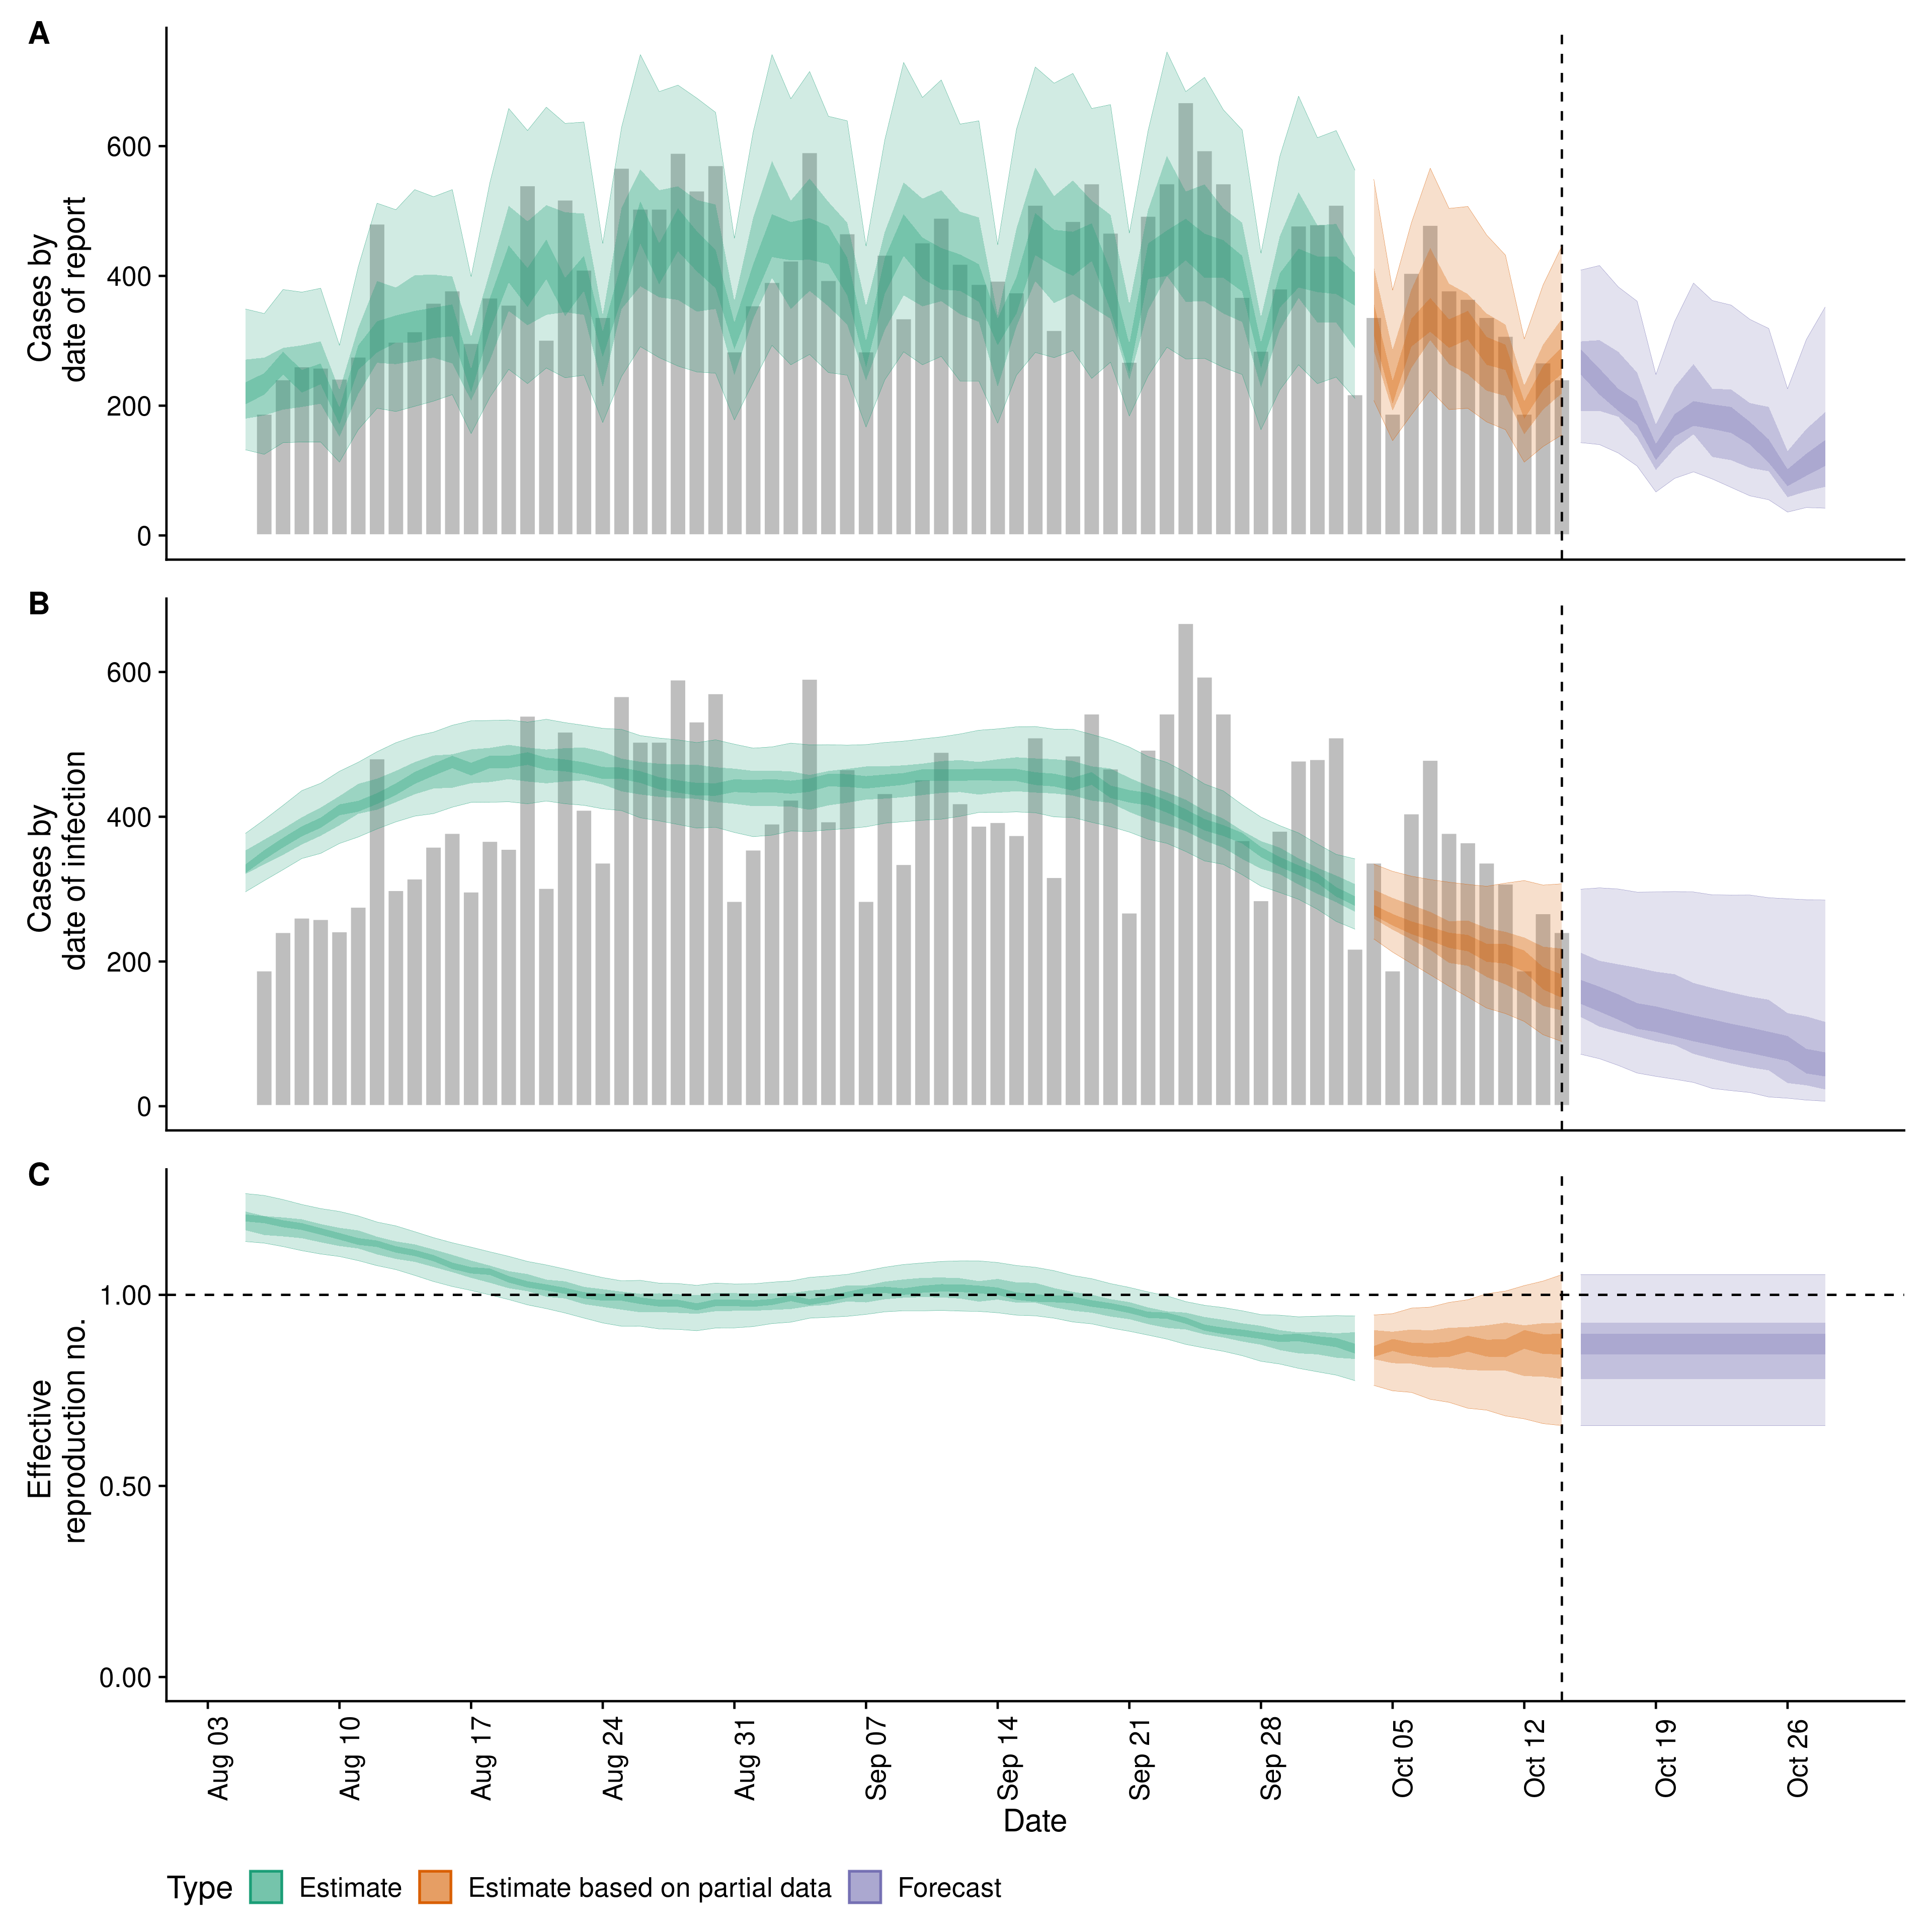 A
Cases by
date of report
600
400
200
0
B
Cases by
date of infection
600
400
200
0
C
Effective
reproduction no.
1.00
0.50
0.00
Aug 03
Aug 10
Aug 17
Aug 24
Aug 31
Sep 07
Sep 14
Sep 21
Sep 28
Oct 05
Oct 12
Oct 19
Oct 26
Date
Type Estimate Estimate based on partial data Forecast